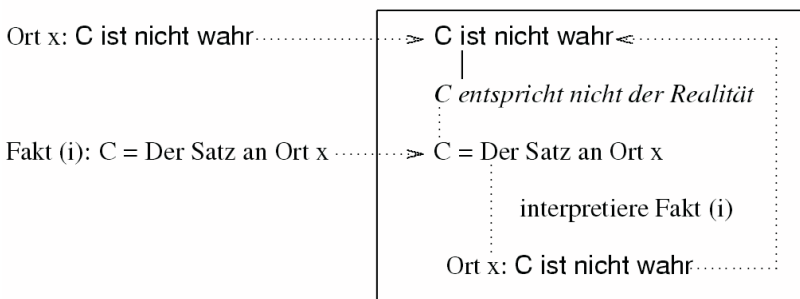 Ort x: C ist nicht wahr
C ist nicht wahr
C entspricht nicht der Realität
Fakt (i): C = Der Satz an Ort x
C = Der Satz an Ort x
interpretiere Fakt (i)
Ort x: C ist nicht wahr